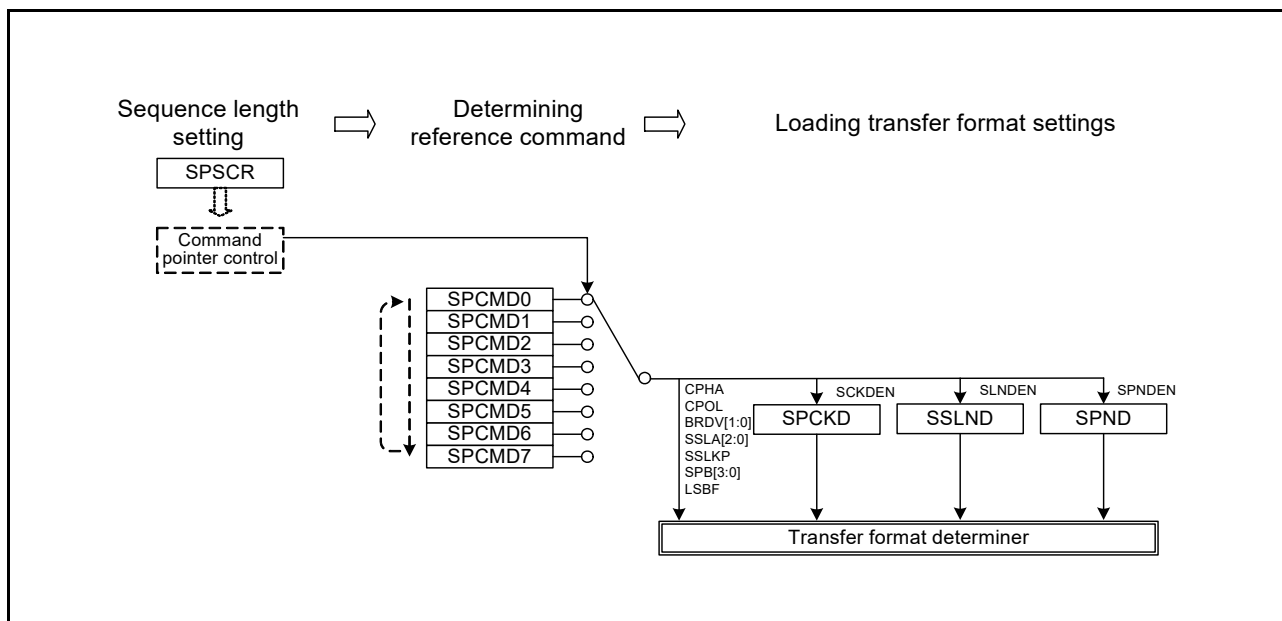 Sequence length
setting
Determining
reference command
Loading transfer format settings
SPSCR
Command
pointer control
SPCMD0
SPCMD1
SPCMD2
SPCMD3
SPCMD4
SPCMD5
SPCMD6
SPCMD7
CPHA
CPOL
BRDV[1:0]
SSLA[2:0]
SSLKP
SPB[3:0]
LSBF
SCKDEN
SPCKD
SLNDEN
SSLND
SPNDEN
SPND
Transfer format determiner